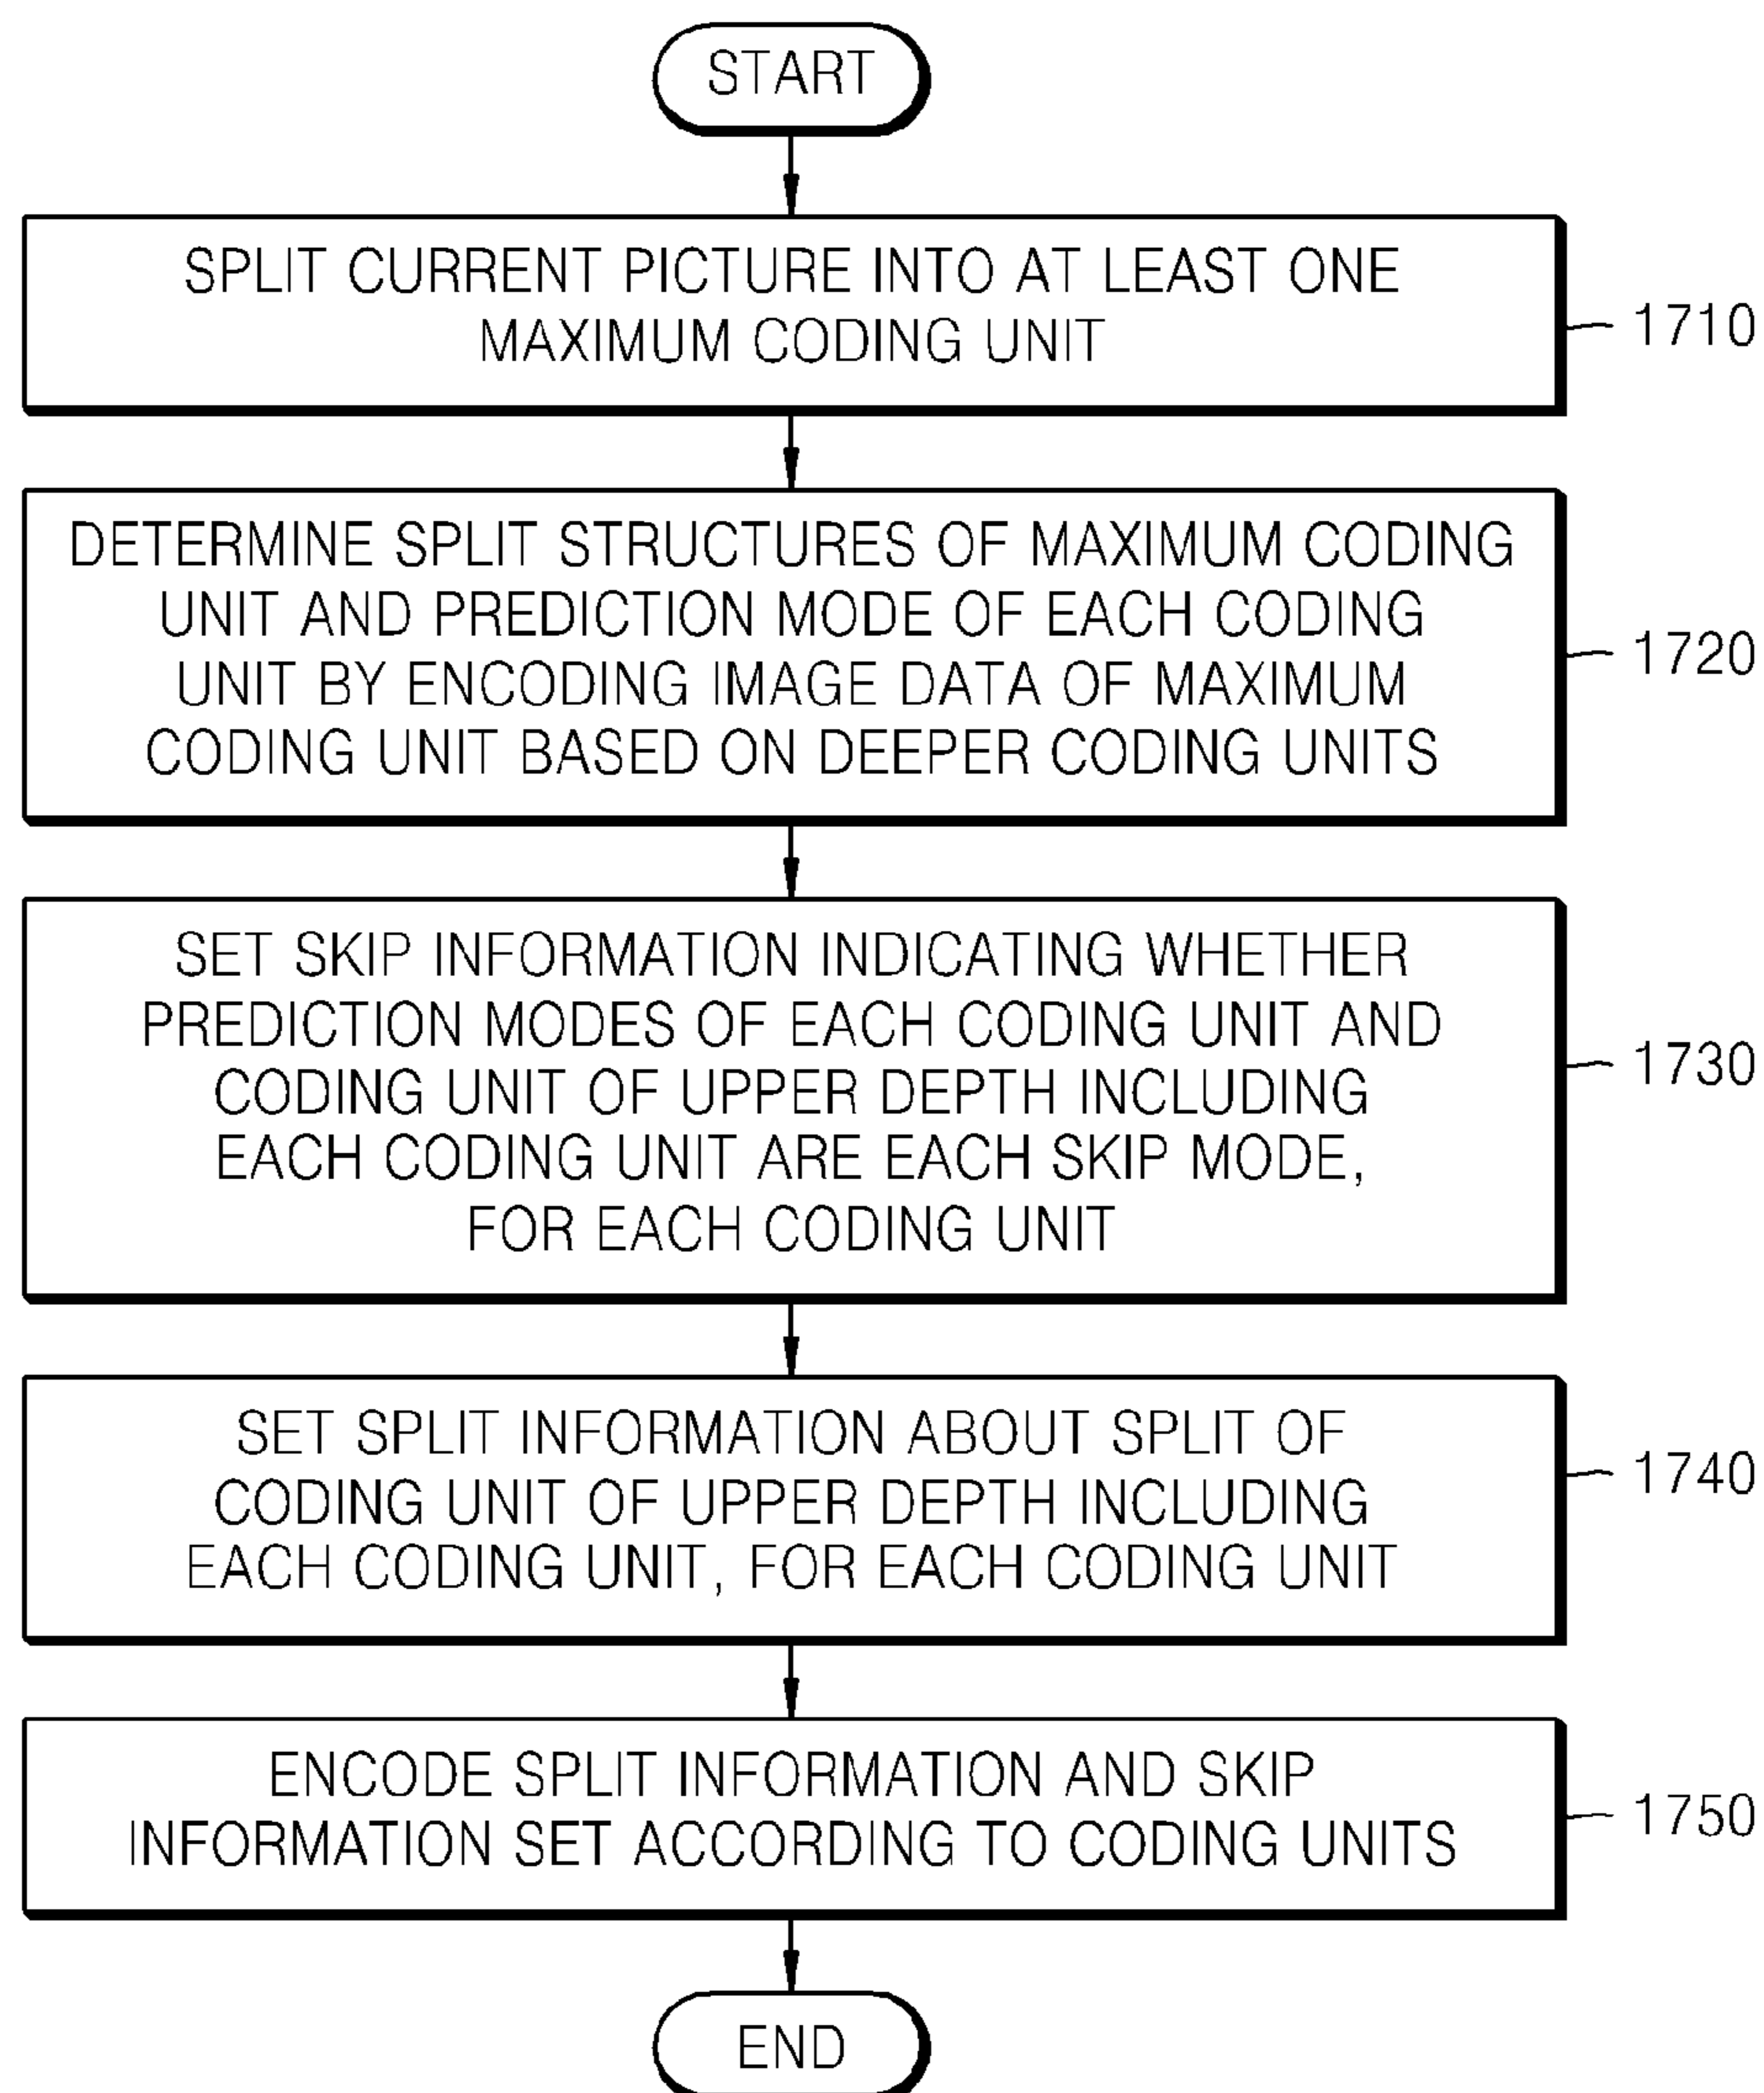 START
SPLIT CURRENT PICTURE INTO AT LEAST ONE
MAXIMUM CODING UNIT
1710
DETERMINE SPLIT STRUCTURES OF MAXIMUM CODING
UNIT AND PREDICTION MODE OF EACH CODING
UNIT BY ENCODING IMAGE DATA OF MAXIMUM
CODING UNIT BASED ON DEEPER CODING UNITS
1720
SET SKIP INFORMATION INDICATING WHETHER
PREDICTION MODES OF EACH CODING UNIT AND
CODING UNIT OF UPPER DEPTH INCLUDING
EACH CODING UNIT ARE EACH SKIP MODE,
FOR EACH CODING UNIT
1730
SET SPLIT INFORMATION ABOUT SPLIT OF
CODING UNIT OF UPPER DEPTH INCLUDING
EACH CODING UNIT, FOR EACH CODING UNIT
1740
ENCODE SPLIT INFORMATION AND SKIP
INFORMATION SET ACCORDING TO CODING UNITS
1750
END